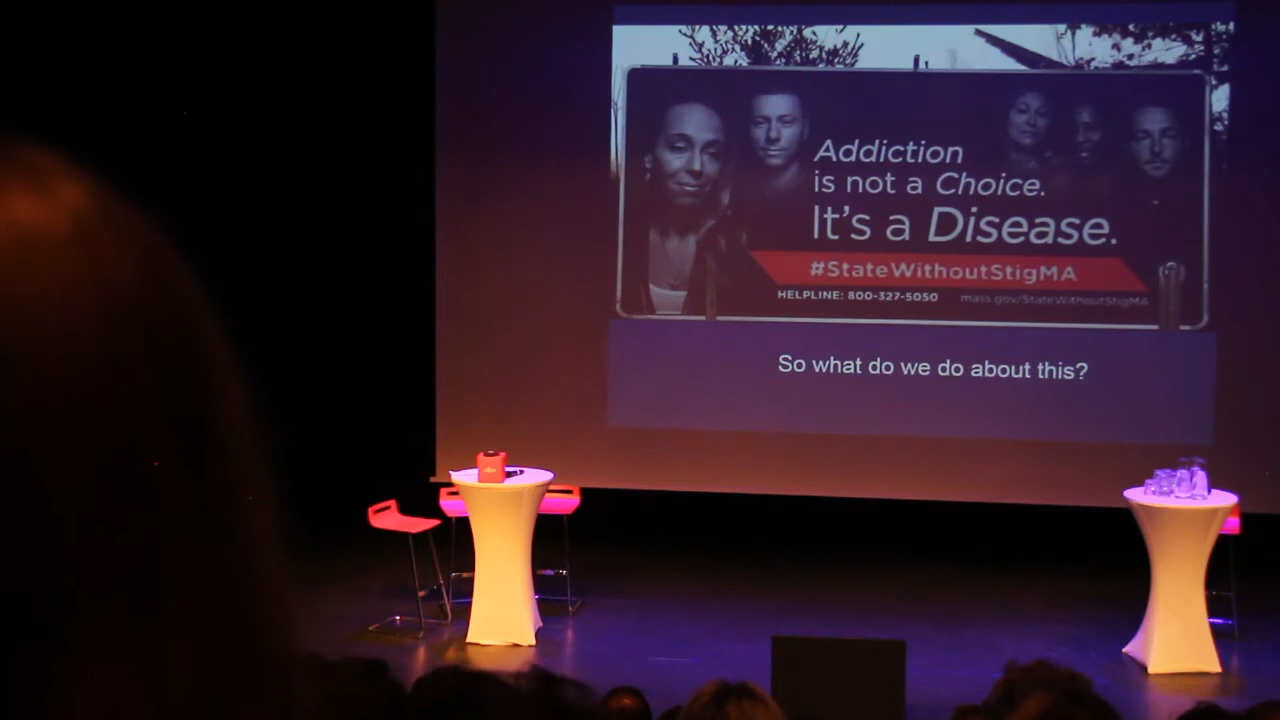 Addiction
is not a Choice.
It's a Disease.
#StateWithoutStigMA
HELPLINE: 800-327-5050 mass.gov/StateWithoutStigMA
So what do we do about this?